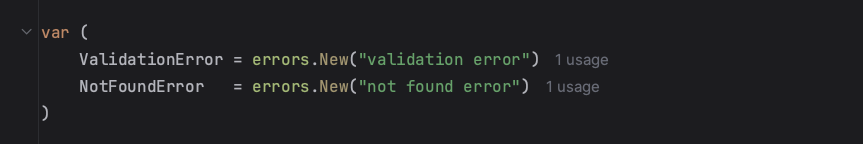 var (
    ValidationError = errors.New("validation error") 1 usage
    NotFoundError   = errors.New("not found error") 1 usage
)